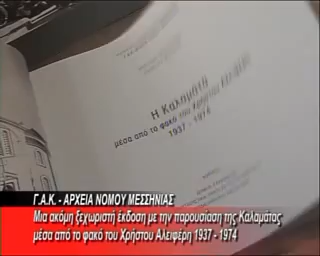 Η Καλαμάτα
μέσα από το φακό του Χρήστου Αλειφέρη
1937 - 1974
Γ.Α.Κ. - ΑΡΧΕΙΑ ΝΟΜΟΥ ΜΕΣΣΗΝΙΑΣ
Μια ακόμη ξεχωριστή έκδοση με την παρουσίαση της Καλαμάτας
μέσα από το φακό του Χρήστου Αλειφέρη 1937 - 1974